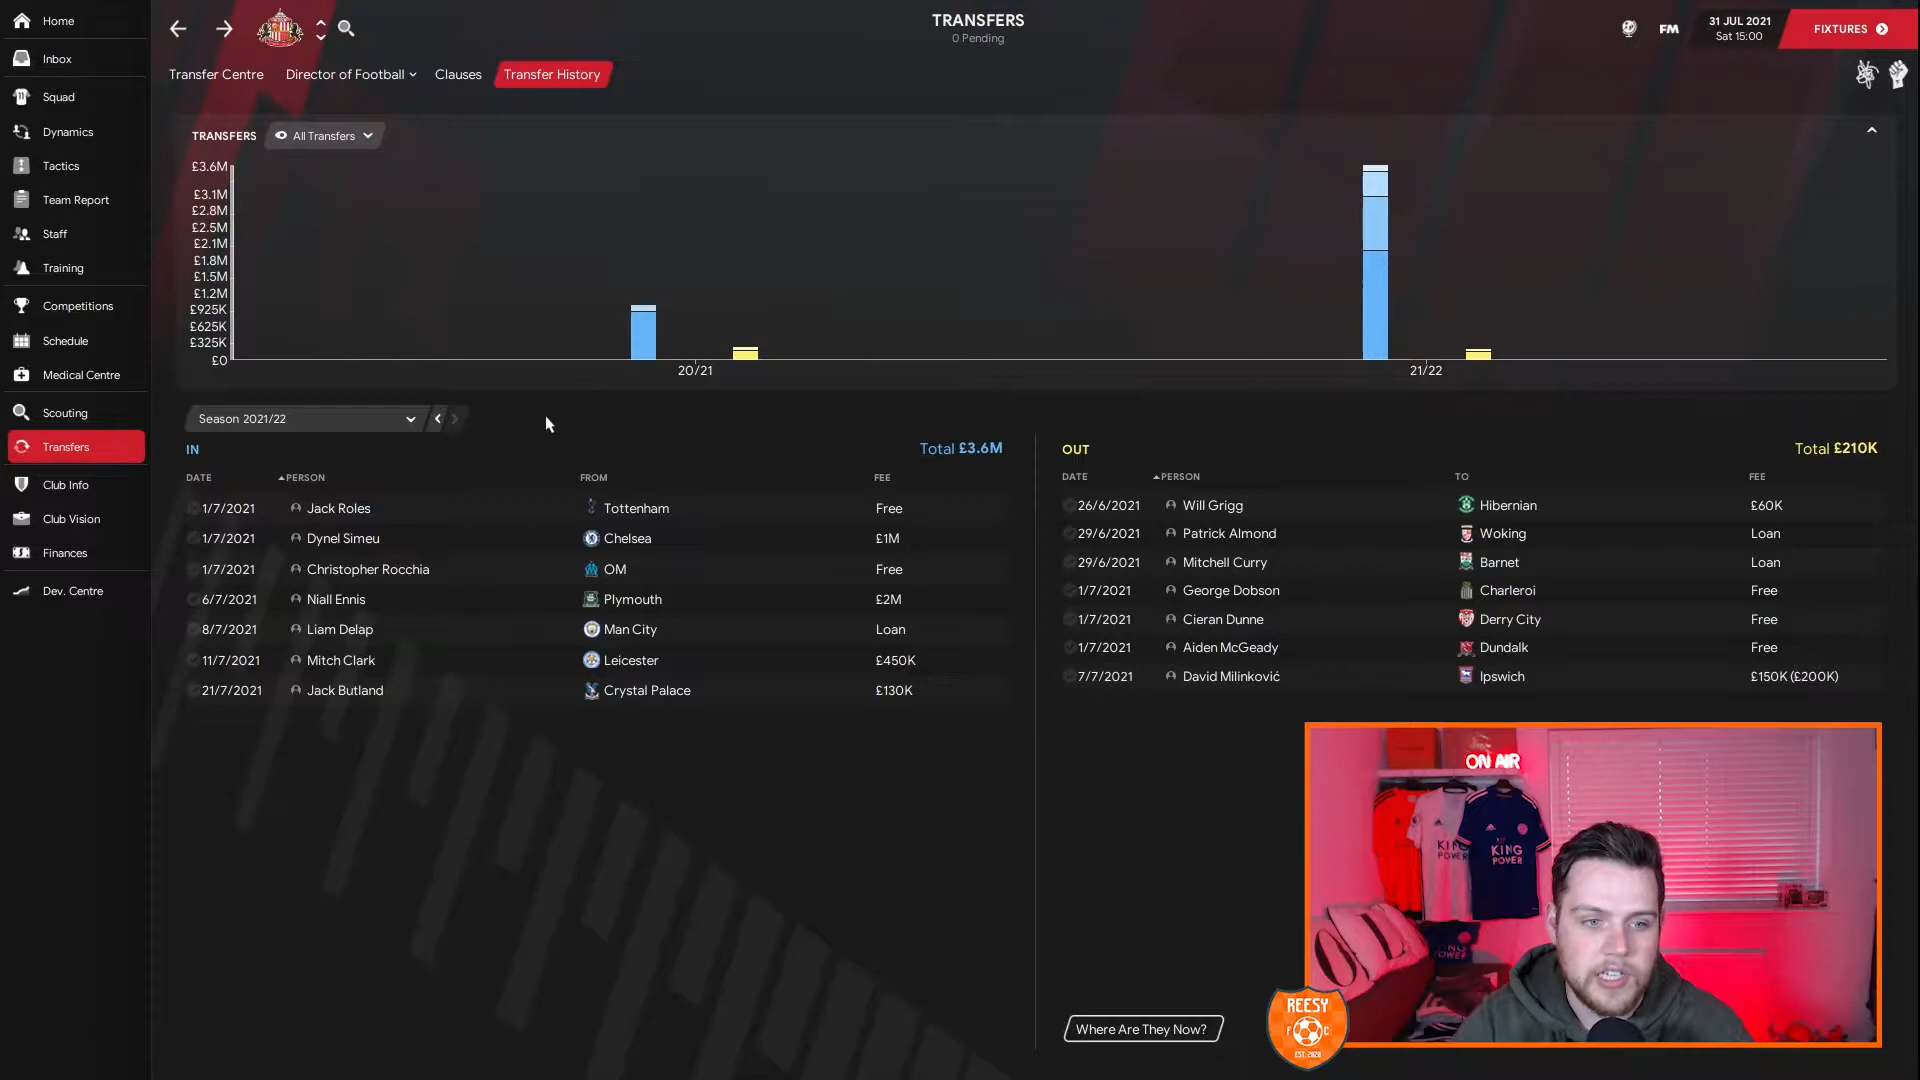 Home
Inbox
Squad
Dynamics
Tactics
Team Report
Staff
Training
Competitions
Schedule
Medical Centre
Scouting
Transfers
Club Info
Club Vision
Finances
Dev. Centre
TRANSFERS
0 Pending
FM
31 JUL 2021
Sat 15:00
FIXTURES
Transfer Centre
Director of Football
Clauses
Transfer History
TRANSFERS
All Transfers
£3.6M
£3.1M
£2.8M
£2.5M
£2.1M
£1.8M
£1.5M
£1.2M
£925K
£625K
£325K
£0
20/21
21/22
Season 2021/22
IN
Total £3.6M
DATE PERSON FROM FEE
1/7/2021 Jack Roles Tottenham Free
1/7/2021 Dynel Simeu Chelsea £1M
1/7/2021 Christopher Rocchia OM Free
6/7/2021 Niall Ennis Plymouth £2M
8/7/2021 Liam Delap Man City Loan
11/7/2021 Mitch Clark Leicester £450K
21/7/2021 Jack Butland Crystal Palace £130K
OUT
Total £210K
DATE PERSON TO FEE
26/6/2021 Will Grigg Hibernian £60K
29/6/2021 Patrick Almond Woking Loan
29/6/2021 Mitchell Curry Barnet Loan
1/7/2021 George Dobson Charleroi Free
1/7/2021 Cieran Dunne Derry City Free
1/7/2021 Aiden McGeady Dundalk Free
7/7/2021 David Milinković Ipswich £150K (£200K)
Where Are They Now?
ON AIR
KING
POWER
KING
POWER
KING
POWER
REESY
F C
EST 2020